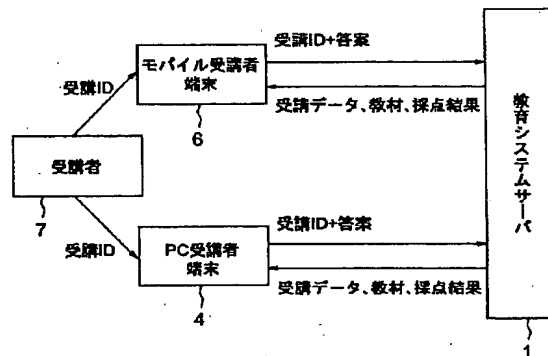 受講ID+答案
モバイル受講者
端末
受講ID
受講データ、教材、採点結果
6
受講者
7
受講ID
受講ID+答案
PC受講者
端末
受講データ、教材、採点結果
4
教育システムサーバ
1